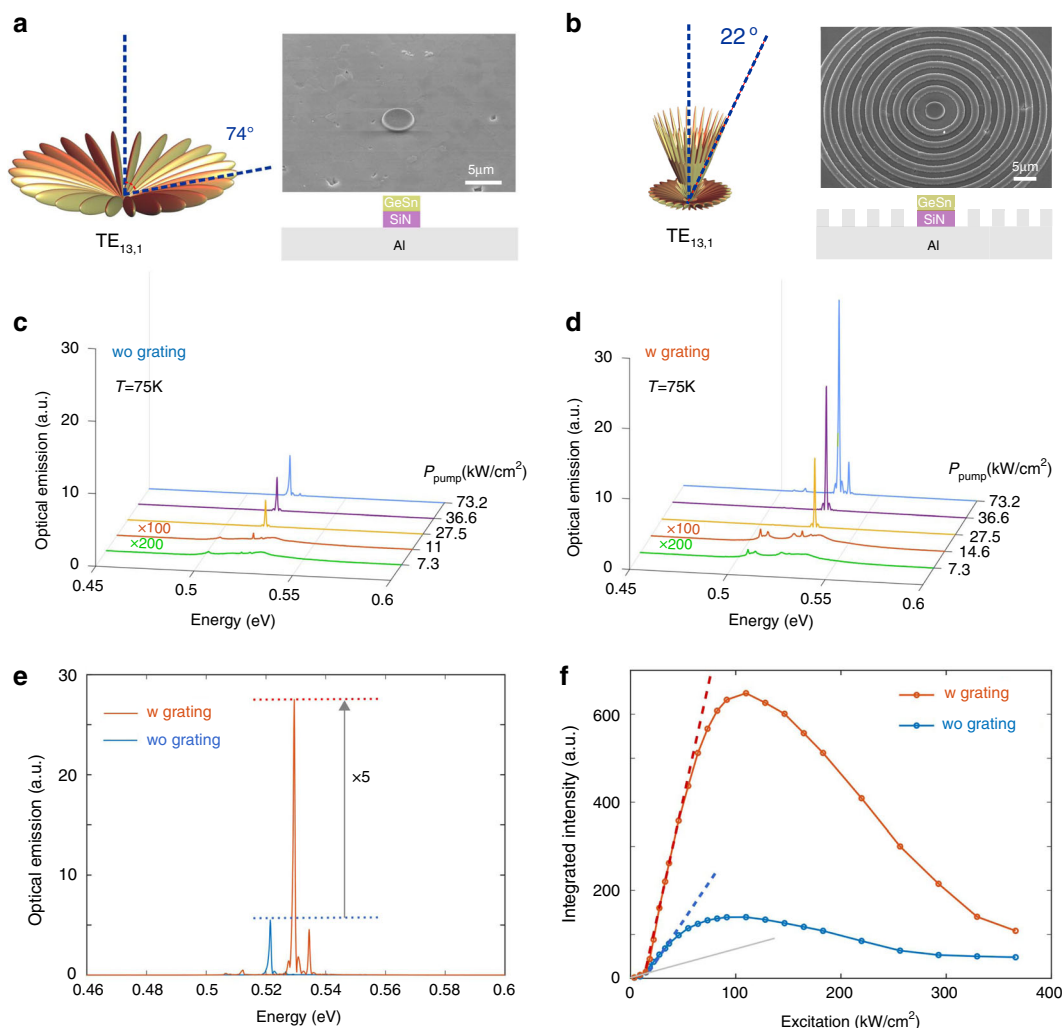 a
74°
TE13,1
5μm
GeSn
SiN
Al
b
22°
TE13,1
5μm
GeSn
SiN
Al
c
wo grating
T=75K
Optical emission (a.u.)
30
20
10
0
×100
×200
0.45
0.5
0.55
0.6
Energy (eV)
Ppump(kW/cm2)
73.2
36.6
27.5
11
7.3
d
w grating
T=75K
Optical emission (a.u.)
30
20
10
0
×100
×200
0.45
0.5
0.55
0.6
Energy (eV)
Ppump(kW/cm2)
73.2
36.6
27.5
14.6
7.3
e
w grating
wo grating
×5
Optical emission (a.u.)
30
20
10
0
0.46
0.48
0.5
0.52
0.54
0.56
0.58
0.6
Energy (eV)
f
w grating
wo grating
Integrated intensity (a.u.)
600
400
200
0
0
100
200
300
400
Excitation (kW/cm2)